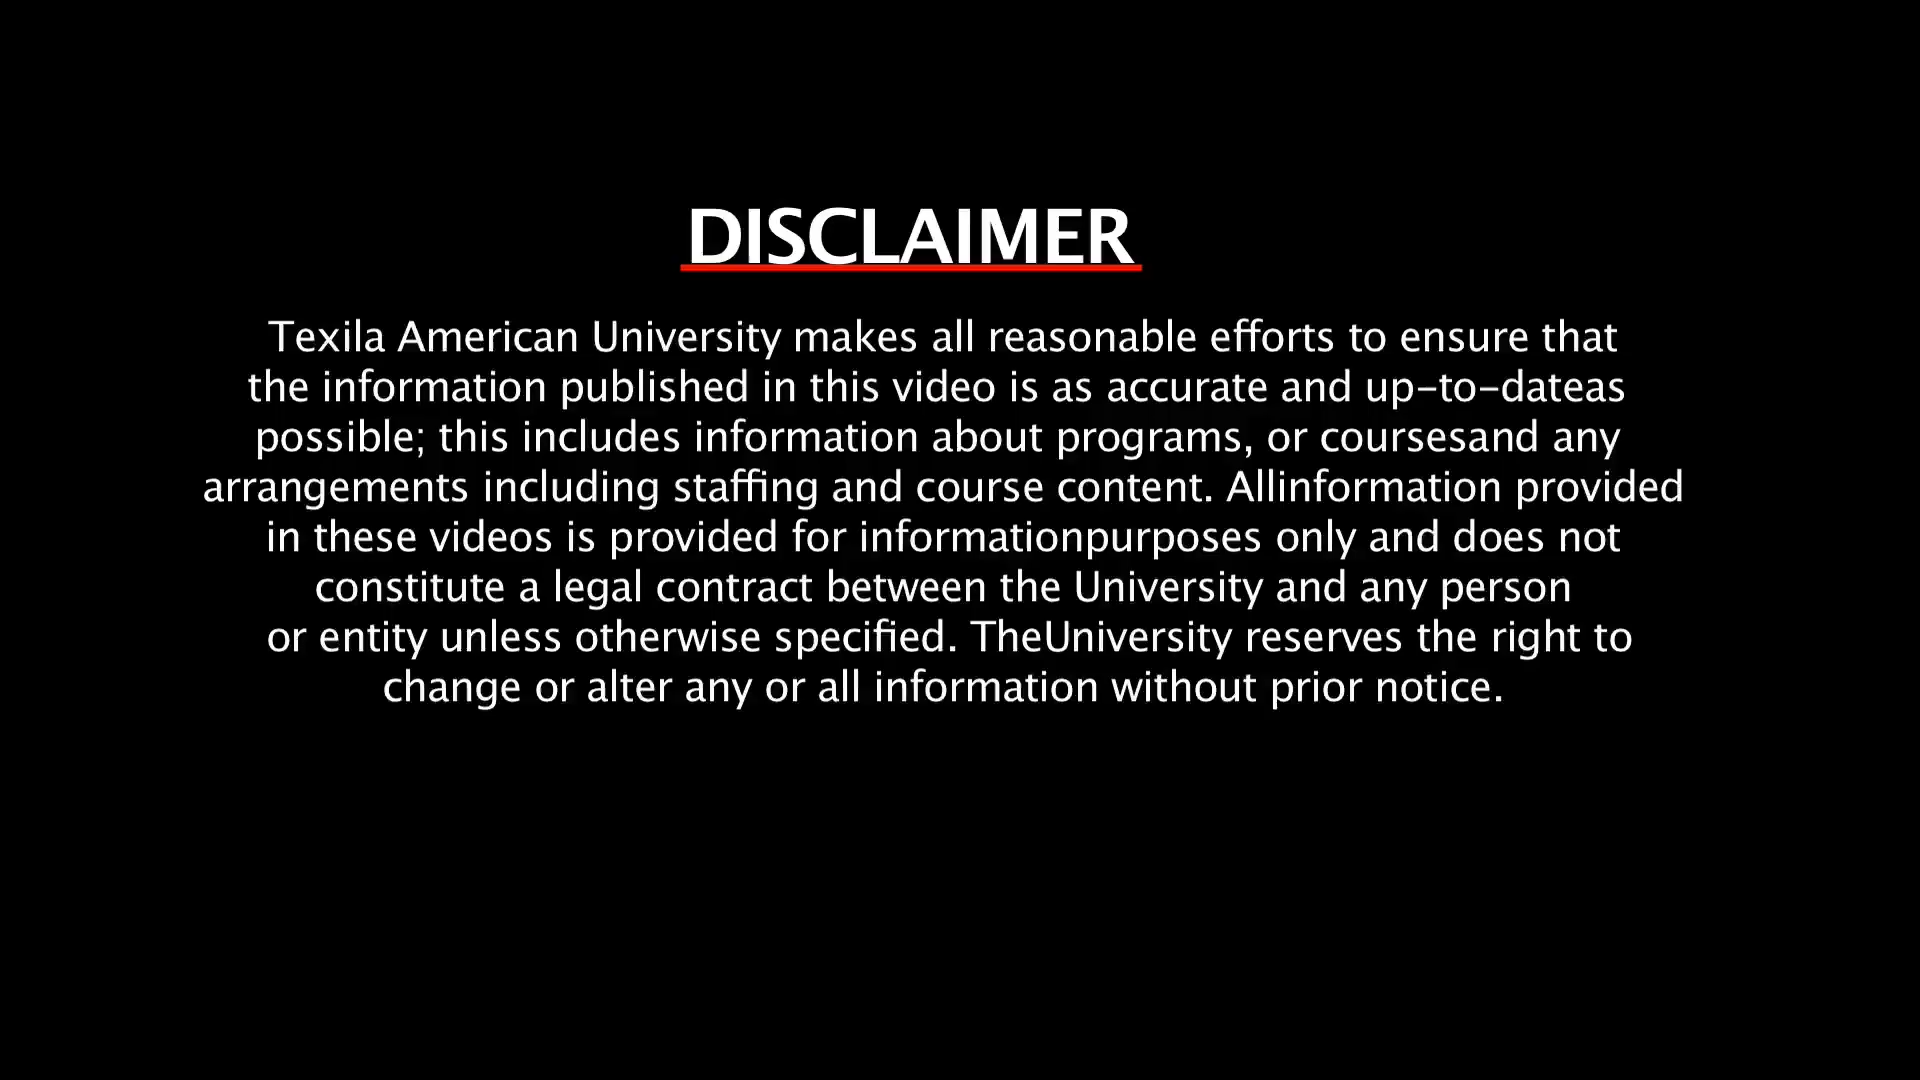 DISCLAIMER
Texila American University makes all reasonable efforts to ensure that
the information published in this video is as accurate and up-to-dateas
possible; this includes information about programs, or coursesand any
arrangements including staffing and course content. Allinformation provided
in these videos is provided for informationpurposes only and does not
constitute a legal contract between the University and any person
or entity unless otherwise specified. TheUniversity reserves the right to
change or alter any or all information without prior notice.